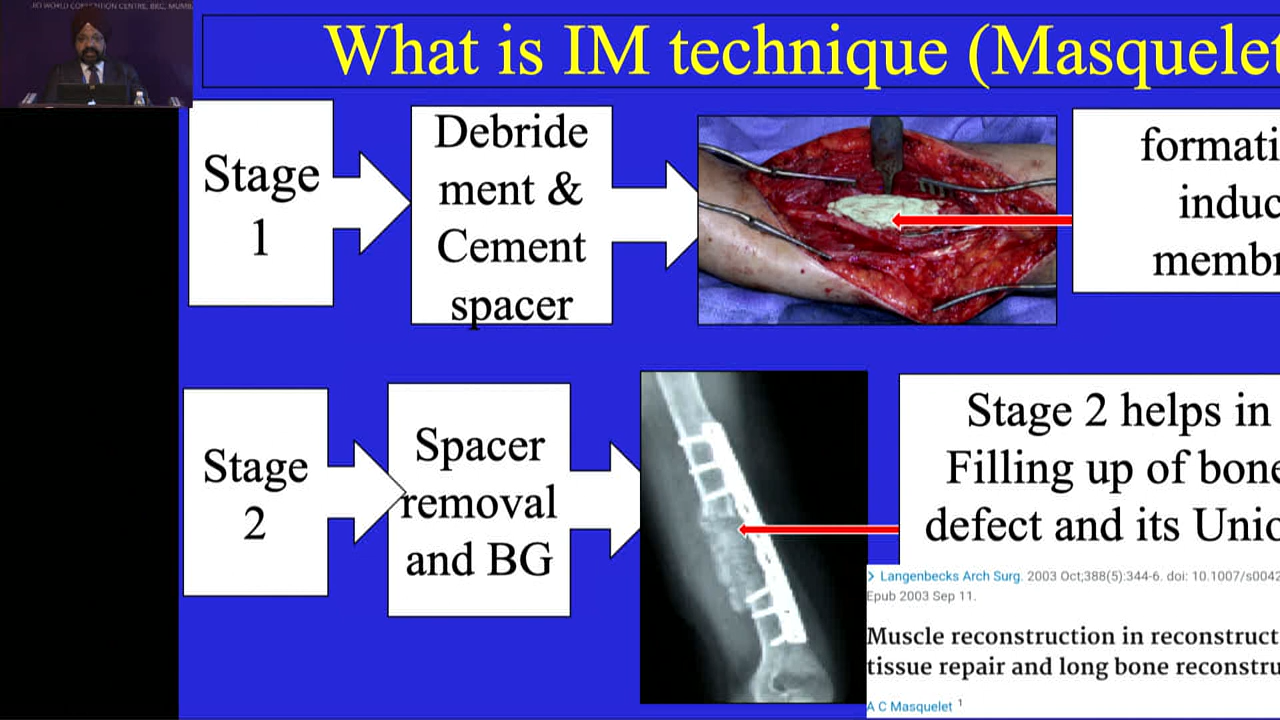 JIO WORLD CONVENTION CENTRE, BKC, MUMB
What is IM technique (Masquelet
Stage
1
Debride
ment &
Cement
spacer
formati
induc
membr
Stage
2
Spacer
removal
and BG
Stage 2 helps in
Filling up of bone
defect and its Unio
> Langenbecks Arch Surg. 2003 Oct;388(5):344-6. doi: 10.1007/s0042
Epub 2003 Sep 11.
Muscle reconstruction in reconstruct
tissue repair and long bone reconstru
A C Masquelet 1